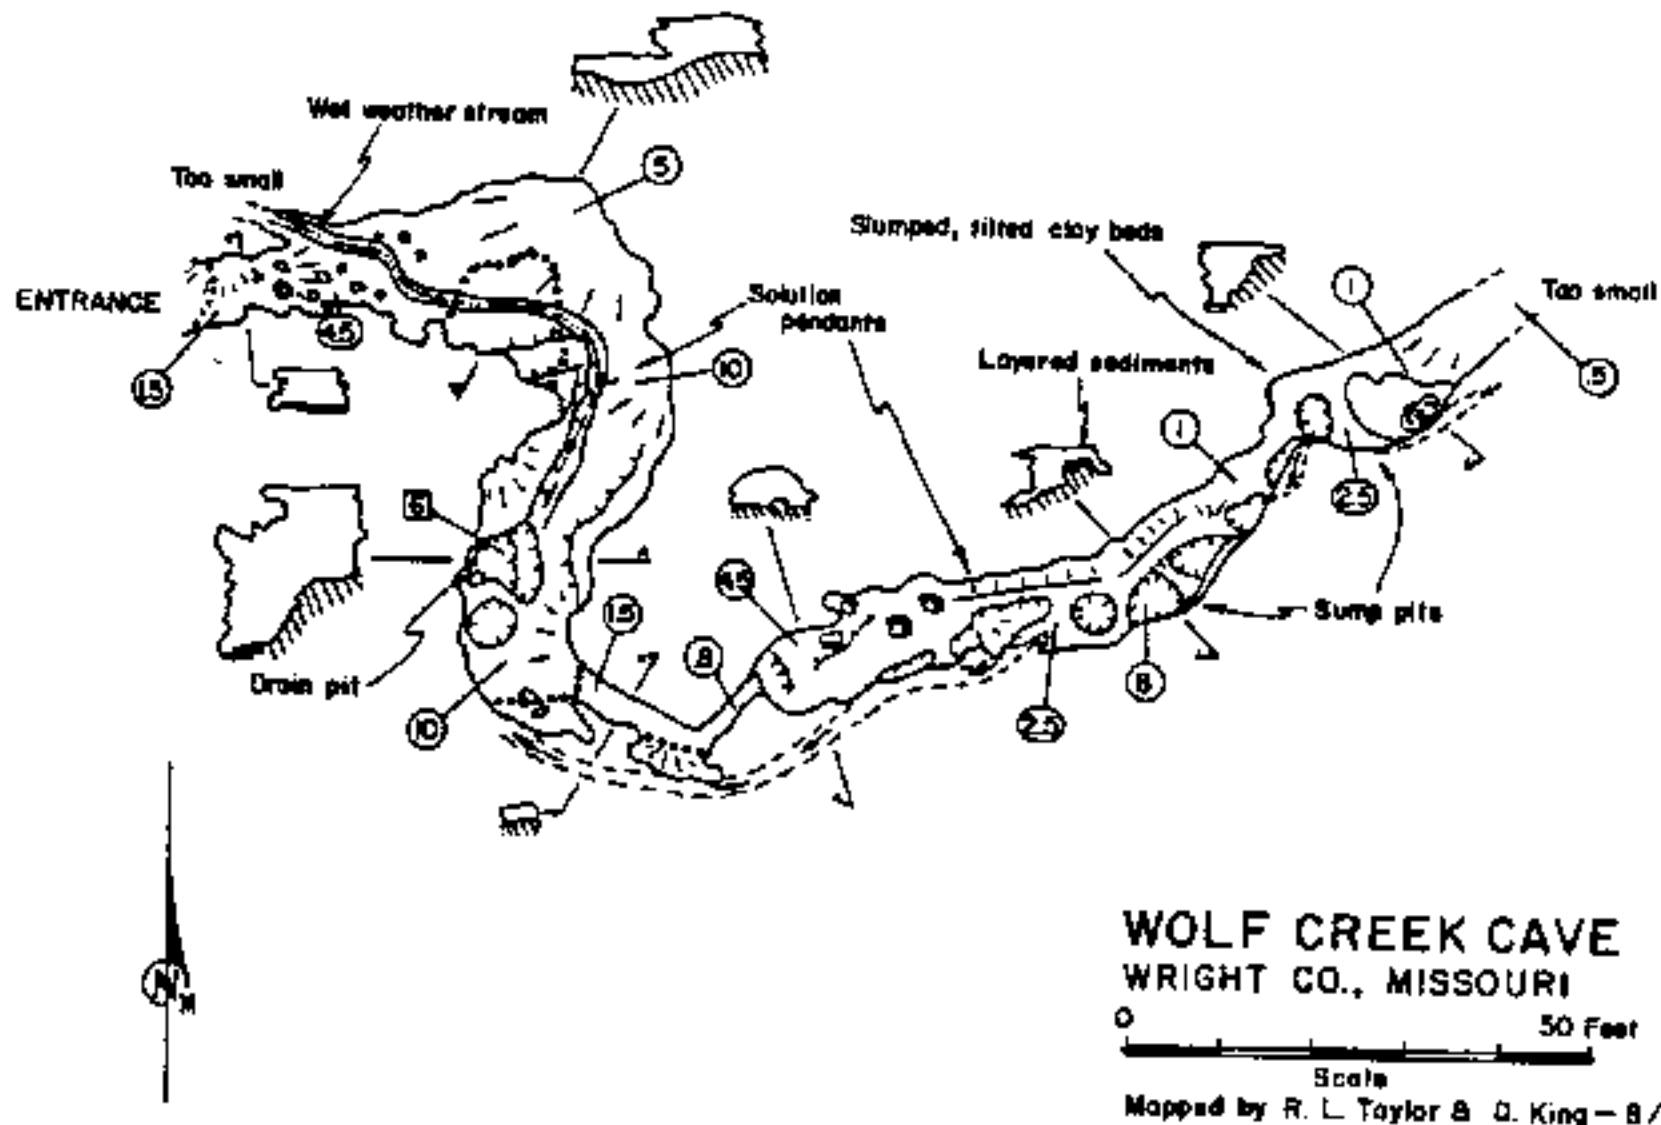 Wet weather stream
Too small
5
Slumped, tilted clay beds
ENTRANCE
Solution
pendants
1
Too small
4.5
Layered sediments
10
1.5
.5
1
6
2.5
4.5
1.5
Sump pits
Drain pit
.8
8
10
2.5
N
M
WOLF CREEK CAVE
WRIGHT CO., MISSOURI
0 50 Feet
Scale
Mapped by R. L. Taylor & D. King – 8/